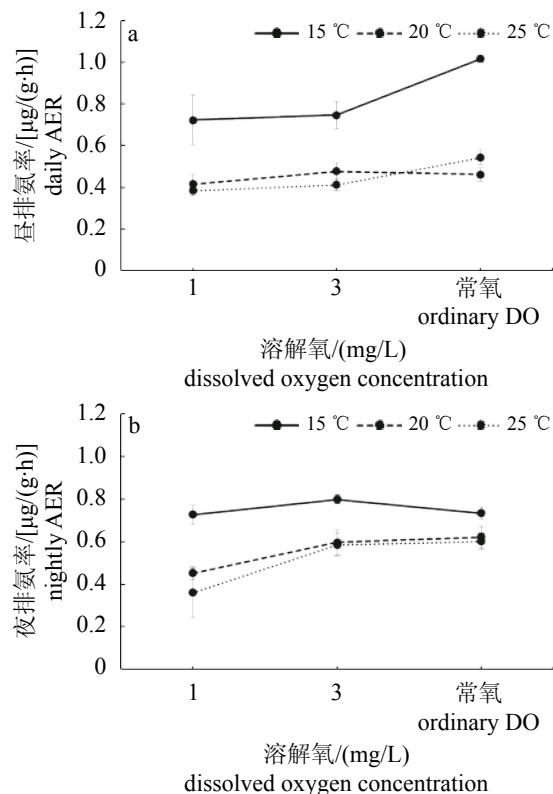 a
15 ℃ 20 ℃ 25 ℃
1.2
1.0
0.8
0.6
0.4
0.2
0
昼排氨率/[μg/(g·h)]
daily AER
1 3 常氧
ordinary DO
溶解氧/(mg/L)
dissolved oxygen concentration
b
15 ℃ 20 ℃ 25 ℃
1.2
1.0
0.8
0.6
0.4
0.2
0
夜排氨率/[μg/(g·h)]
nightly AER
1 3 常氧
ordinary DO
溶解氧/(mg/L)
dissolved oxygen concentration